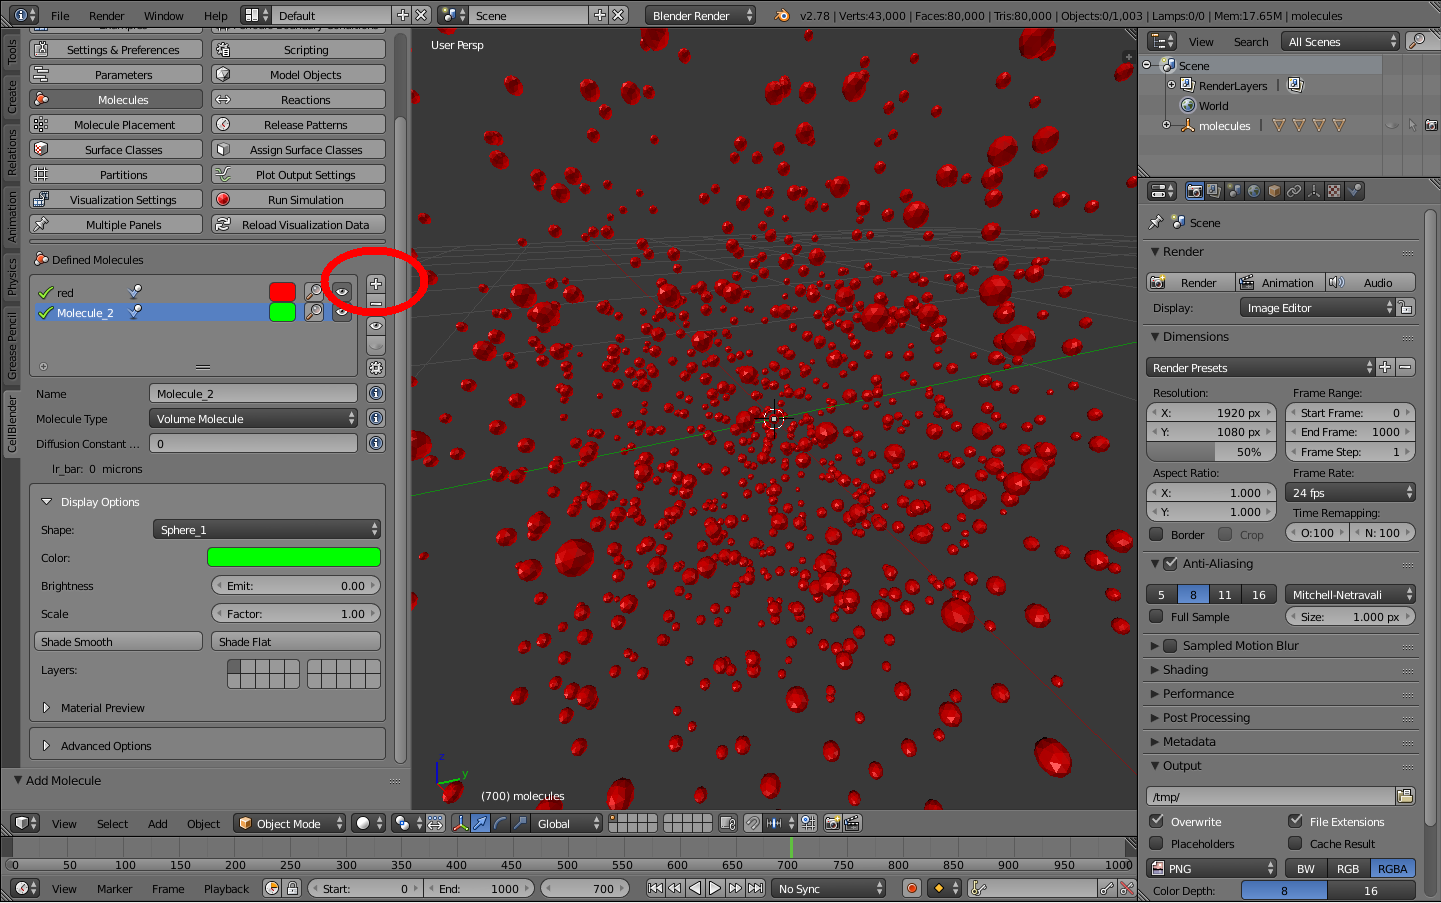 File Render Window Help Default Scene Blender Render v2.78 | Verts:43,000 | Faces:80,000 | Tris:80,000 | Objects:0/1,003 | Lamps:0/0 | Mem:17.65M | molecules
Settings & Preferences Scripting
Parameters Model Objects
Molecules Reactions
Molecule Placement Release Patterns
Surface Classes Assign Surface Classes
Partitions Plot Output Settings
Visualization Settings Run Simulation
Multiple Panels Reload Visualization Data
Defined Molecules
red
Molecule_2
Name Molecule_2
Molecule Type Volume Molecule
Diffusion Constant ... 0
lr_bar: 0 microns
Display Options
Shape: Sphere_1
Color:
Brightness Emit: 0.00
Scale Factor: 1.00
Shade Smooth Shade Flat
Layers:
Material Preview
Advanced Options
Add Molecule
Tools
Create
Relations
Animation
Physics
Grease Pencil
CellBlender
User Persp
z
y
(700) molecules
View Select Add Object Object Mode Global
0 50 100 150 200 250 300 350 400 450 500 550 600 650 700 750 800 850 900 950 1000
View Marker Frame Playback Start: 0 End: 1000 700 No Sync
View Search All Scenes
Scene
RenderLayers |
World
molecules |
Scene
Render
Render Animation Audio
Display: Image Editor
Dimensions
Render Presets
Resolution: Frame Range:
X: 1920 px Start Frame: 0
Y: 1080 px End Frame: 1000
50% Frame Step: 1
Aspect Ratio: Frame Rate:
X: 1.000 24 fps
Y: 1.000 Time Remapping:
Border Crop O:100 N: 100
Anti-Aliasing
5 8 11 16 Mitchell-Netravali
Full Sample Size: 1.000 px
Sampled Motion Blur
Shading
Performance
Post Processing
Metadata
Output
/tmp/
Overwrite File Extensions
Placeholders Cache Result
PNG BW RGB RGBA
Color Depth: 8 16